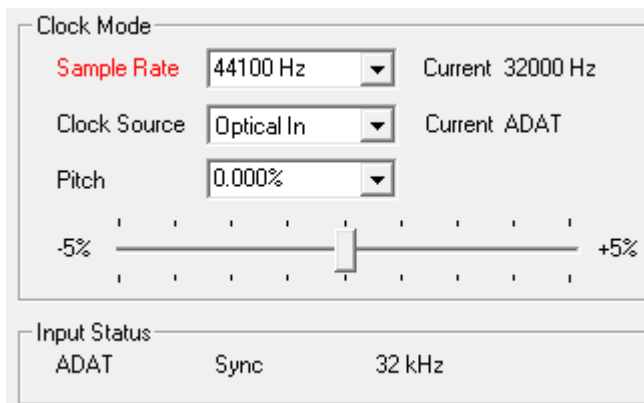 Clock Mode
Sample Rate 44100 Hz Current 32000 Hz
Clock Source Optical In Current ADAT
Pitch 0.000%
-5% +5%
Input Status
ADAT Sync 32 kHz